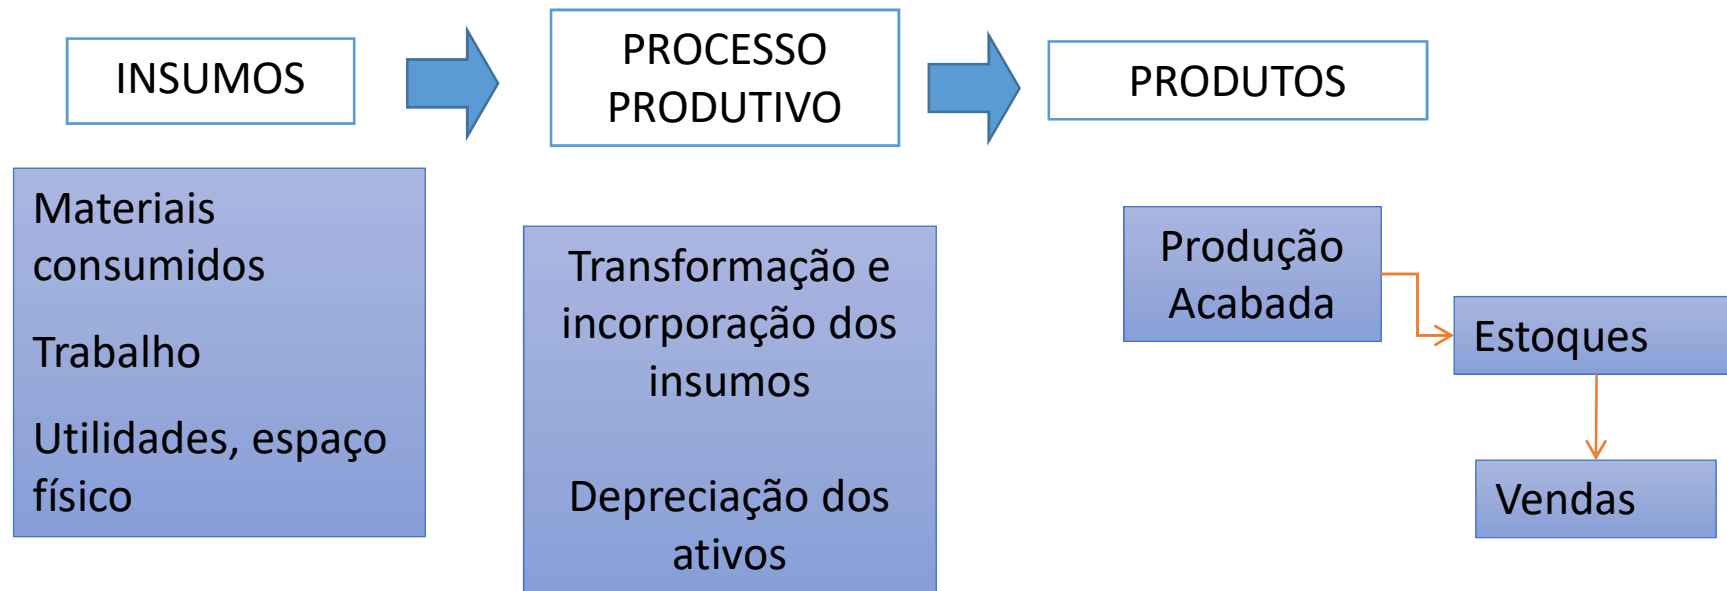 INSUMOS
PROCESSO
PRODUTIVO
PRODUTOS
Materiais
consumidos
Trabalho
Utilidades, espaço
físico
Transformação e
incorporação dos
insumos
Depreciação dos
ativos
Produção
Acabada
Estoques
Vendas